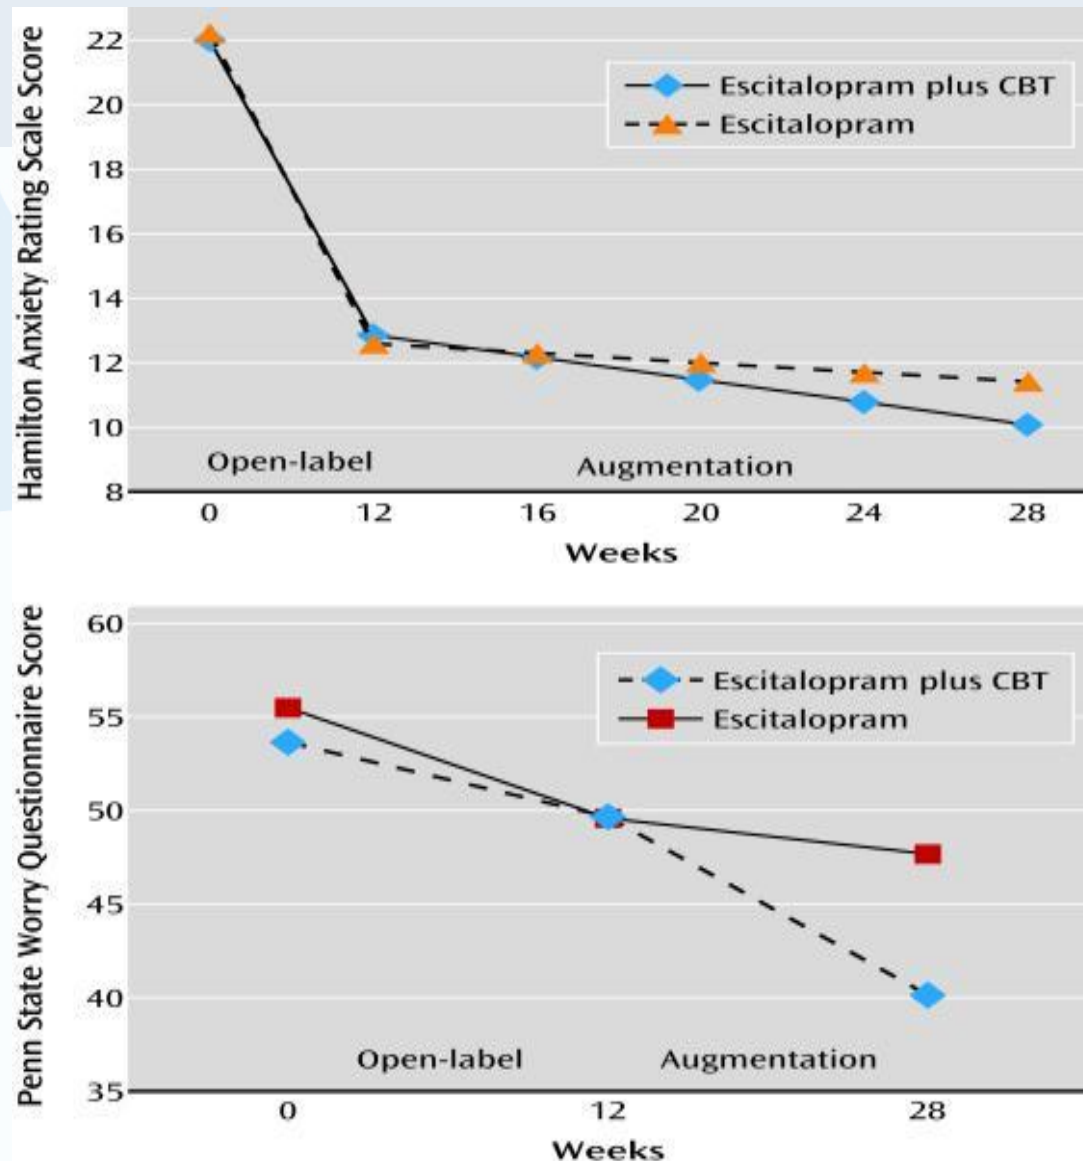 Hamilton Anxiety Rating Scale Score
22
20
18
16
14
12
10
8
Escitalopram plus CBT
Escitalopram
Open-label
Augmentation
0 12 16 20 24 28
Weeks
Penn State Worry Questionnaire Score
60
55
50
45
40
35
Escitalopram plus CBT
Escitalopram
Open-label
Augmentation
0 12 28
Weeks